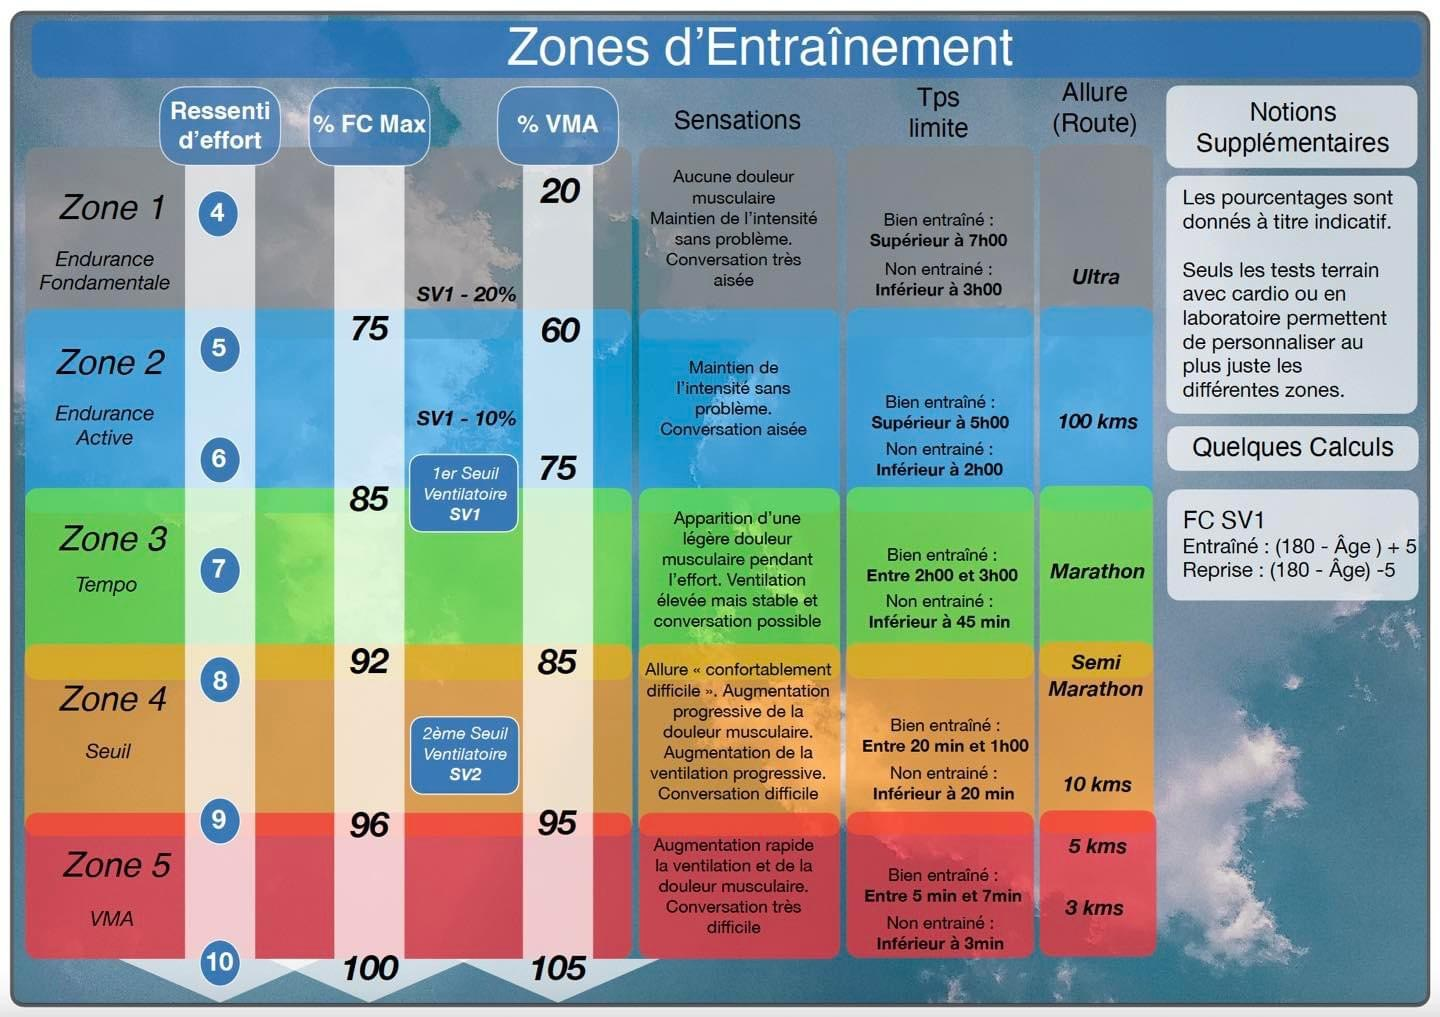 Zones d'Entraînement
Ressenti
d'effort
% FC Max
% VMA
Sensations
Tps
limite
Allure
(Route)
Zone 1
Endurance
Fondamentale
4
SV1 - 20%
20
Aucune douleur
musculaire
Maintien de l'intensité
sans problème.
Conversation très
aisée
Bien entraîné :
Supérieur à 7h00
Non entrainé :
Inférieur à 3h00
Ultra
75
60
Zone 2
Endurance
Active
5
6
SV1 - 10%
1er Seuil
Ventilatoire
SV1
75
Maintien de
l'intensité sans
problème.
Conversation aisée
Bien entraîné :
Supérieur à 5h00
Non entrainé :
Inférieur à 2h00
100 kms
85
Zone 3
Tempo
7
Apparition d'une
légère douleur
musculaire pendant
l'effort. Ventilation
élevée mais stable et
conversation possible
Bien entraîné :
Entre 2h00 et 3h00
Non entrainé :
Inférieur à 45 min
Marathon
92
85
Zone 4
Seuil
8
2ème Seuil
Ventilatoire
SV2
Allure « confortablement
difficile ». Augmentation
progressive de la
douleur musculaire.
Augmentation de la
ventilation progressive.
Conversation difficile
Bien entraîné :
Entre 20 min et 1h00
Non entrainé :
Inférieur à 20 min
Semi
Marathon
10 kms
9
96
95
Zone 5
VMA
10
100
105
Augmentation rapide
la ventilation et de la
douleur musculaire.
Conversation très
difficile
Bien entraîné :
Entre 5 min et 7min
Non entrainé :
Inférieur à 3min
5 kms
3 kms
Notions
Supplémentaires
Les pourcentages sont
donnés à titre indicatif.
Seuls les tests terrain
avec cardio ou en
laboratoire permettent
de personnaliser au
plus juste les
différentes zones.
Quelques Calculs
FC SV1
Entraîné : (180 - Âge ) + 5
Reprise : (180 - Âge) -5